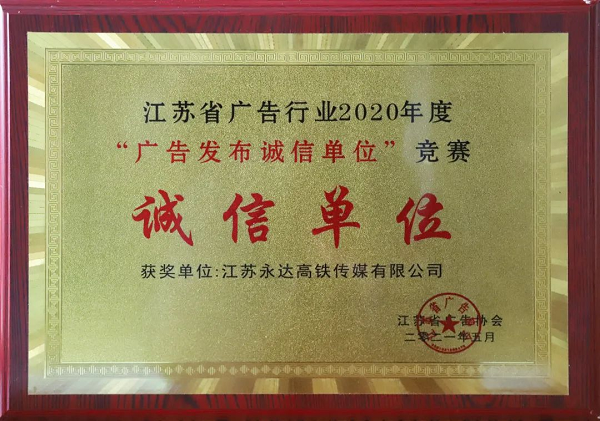 江苏省广告行业2020年度
“广告发布诚信单位”竞赛
诚信单位
获奖单位:江苏永达高铁传媒有限公司
江苏省广告协会
二零二一年五月